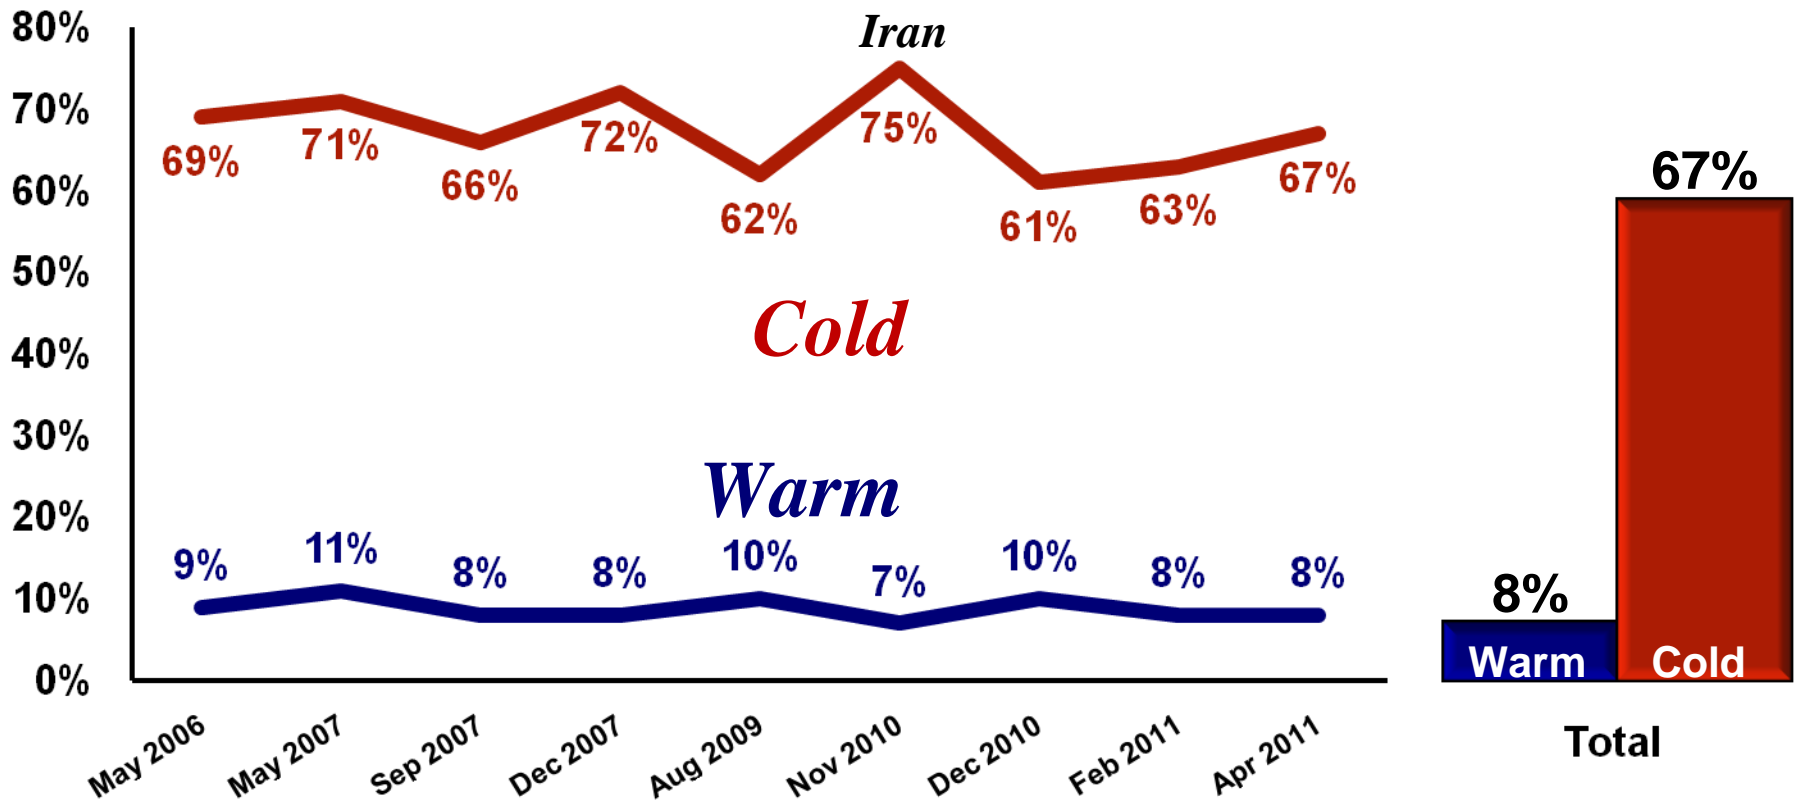 Iran
80%
70%
60%
50%
40%
30%
20%
10%
0%
69%
71%
66%
72%
62%
75%
61%
63%
67%
Cold
Warm
9%
11%
8%
8%
10%
7%
10%
8%
8%
May 2006
May 2007
Sep 2007
Dec 2007
Aug 2009
Nov 2010
Dec 2010
Feb 2011
Apr 2011
67%
8%
Warm
Cold
Total